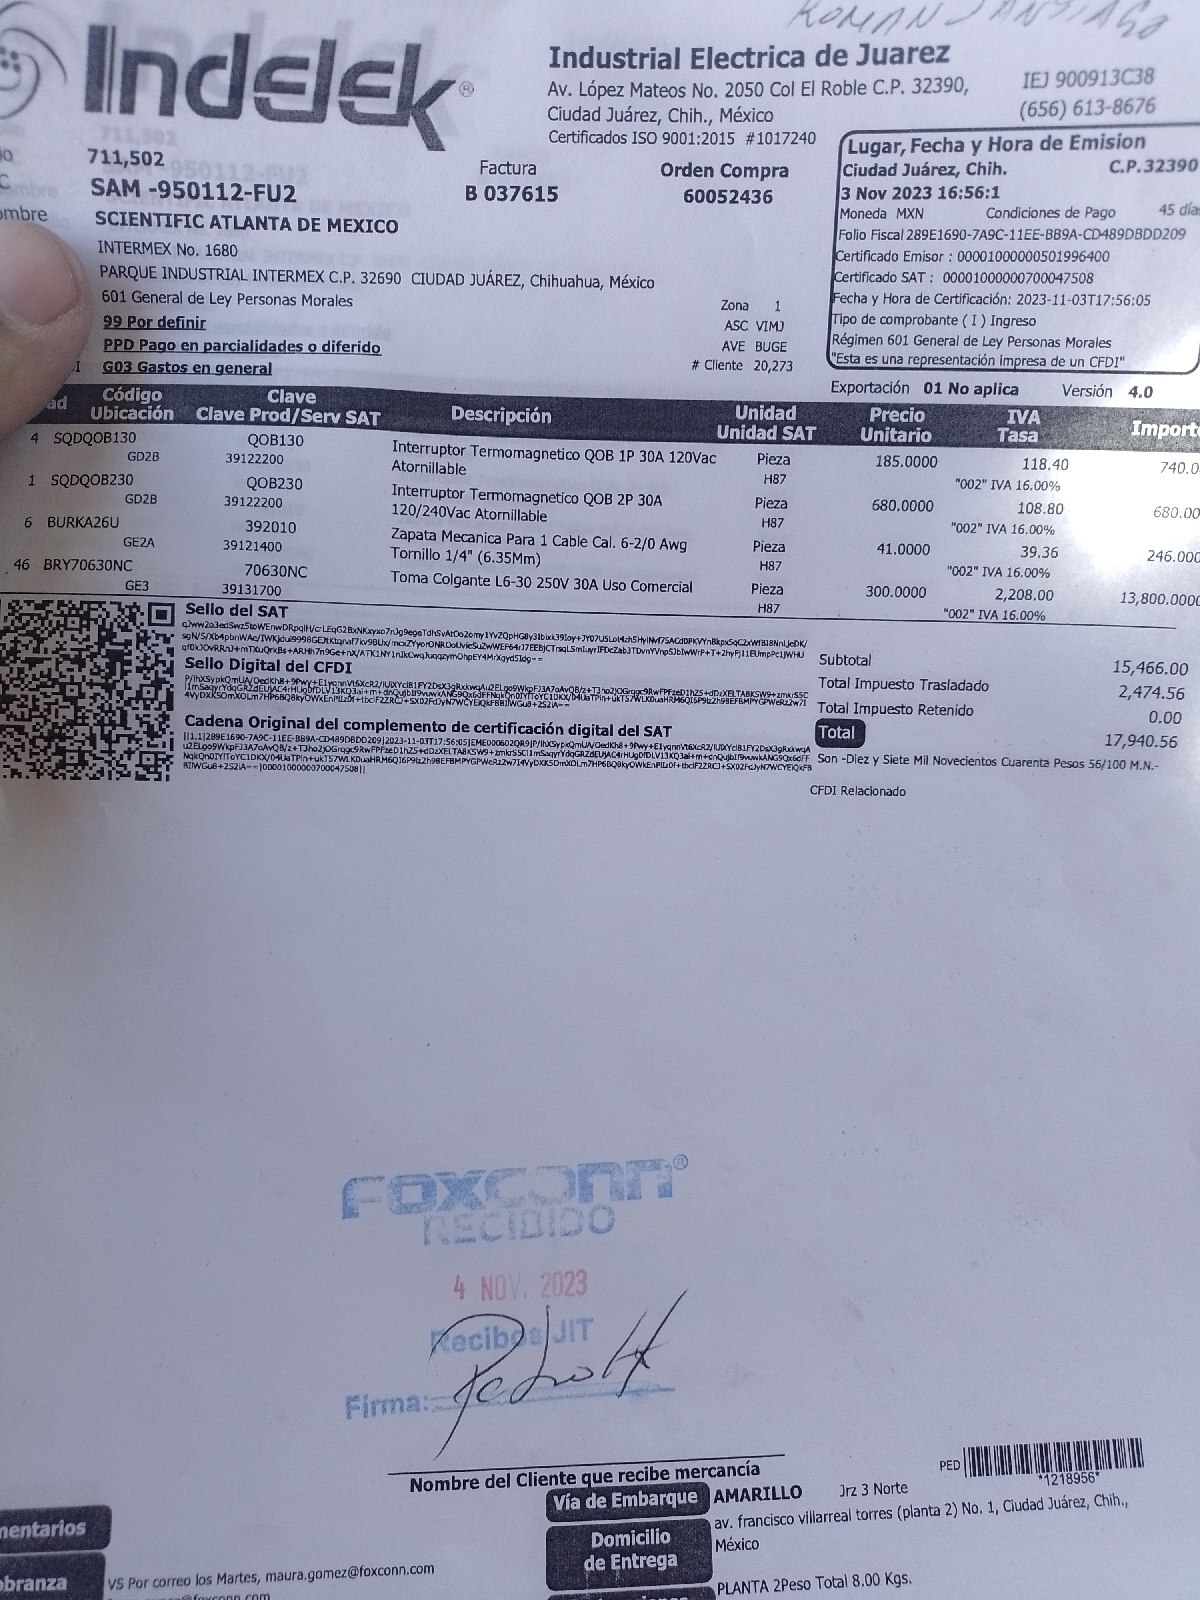 ROMAN SANTIAGO
Indelek®
Industrial Electrica de Juarez
Av. López Mateos No. 2050 Col El Roble C.P. 32390,
Ciudad Juárez, Chih., México
Certificados ISO 9001:2015 #1017240
IEJ 900913C38
(656) 613-8676
711,502
SAM -950112-FU2
Factura
B 037615
Orden Compra
60052436
Lugar, Fecha y Hora de Emision
Ciudad Juárez, Chih. C.P.32390
3 Nov 2023 16:56:1
Moneda MXN Condiciones de Pago 45 días
Folio Fiscal 289E1690-7A9C-11EE-BB9A-CD489DBDD209
Certificado Emisor : 00001000000501996400
Certificado SAT : 00001000000700047508
Fecha y Hora de Certificación: 2023-11-03T17:56:05
Tipo de comprobante ( I ) Ingreso
Régimen 601 General de Ley Personas Morales
"Esta es una representación impresa de un CFDI"
ombre
SCIENTIFIC ATLANTA DE MEXICO
INTERMEX No. 1680
PARQUE INDUSTRIAL INTERMEX C.P. 32690 CIUDAD JUÁREZ, Chihuahua, México
601 General de Ley Personas Morales
99 Por definir
PPD Pago en parcialidades o diferido
G03 Gastos en general
Zona 1
ASC VIMJ
AVE BUGE
# Cliente 20,273
Exportación 01 No aplica Versión 4.0
ad Código Ubicación Clave Clave Prod/Serv SAT Descripción Unidad Unidad SAT Precio Unitario IVA Tasa Importe
4 SQDQOB130 QOB130 Interruptor Termomagnetico QOB 1P 30A 120Vac Pieza 185.0000 118.40 740.0
GD2B 39122200 Atornillable H87 "002" IVA 16.00%
1 SQDQOB230 QOB230 Interruptor Termomagnetico QOB 2P 30A Pieza 680.0000 108.80 680.00
GD2B 39122200 120/240Vac Atornillable H87 "002" IVA 16.00%
6 BURKA26U 392010 Zapata Mecanica Para 1 Cable Cal. 6-2/0 Awg Pieza 41.0000 39.36 246.000
GE2A 39121400 Tornillo 1/4" (6.35Mm) H87 "002" IVA 16.00%
46 BRY70630NC 70630NC Toma Colgante L6-30 250V 30A Uso Comercial Pieza 300.0000 2,208.00 13,800.0000
GE3 39131700 H87 "002" IVA 16.00%
Sello del SAT
Sello Digital del CFDI
Cadena Original del complemento de certificación digital del SAT
Subtotal 15,466.00
Total Impuesto Trasladado 2,474.56
Total Impuesto Retenido 0.00
Total 17,940.56
Son -Diez y Siete Mil Novecientos Cuarenta Pesos 56/100 M.N.-
CFDI Relacionado
FOXCONN®
RECIBIDO
4 NOV. 2023
Recibos JIT
Firma:
Nombre del Cliente que recibe mercancía
PED
*1218956*
Vía de Embarque AMARILLO Jrz 3 Norte
Domicilio de Entrega
av. francisco villarreal torres (planta 2) No. 1, Ciudad Juárez, Chih.,
México
PLANTA 2Peso Total 8.00 Kgs.
mentarios
obranza
VS Por correo los Martes, maura.gomez@foxconn.com